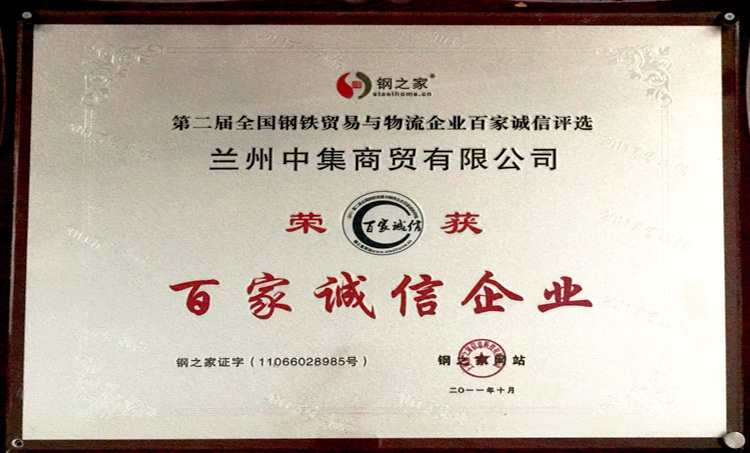 钢之家®
steelhome.cn
第二届全国钢铁贸易与物流企业百家诚信评选
兰州中集商贸有限公司
荣 百家诚信 获
百家诚信企业
钢之家证字（11066028985号）
钢之家网站
二〇一一年十月